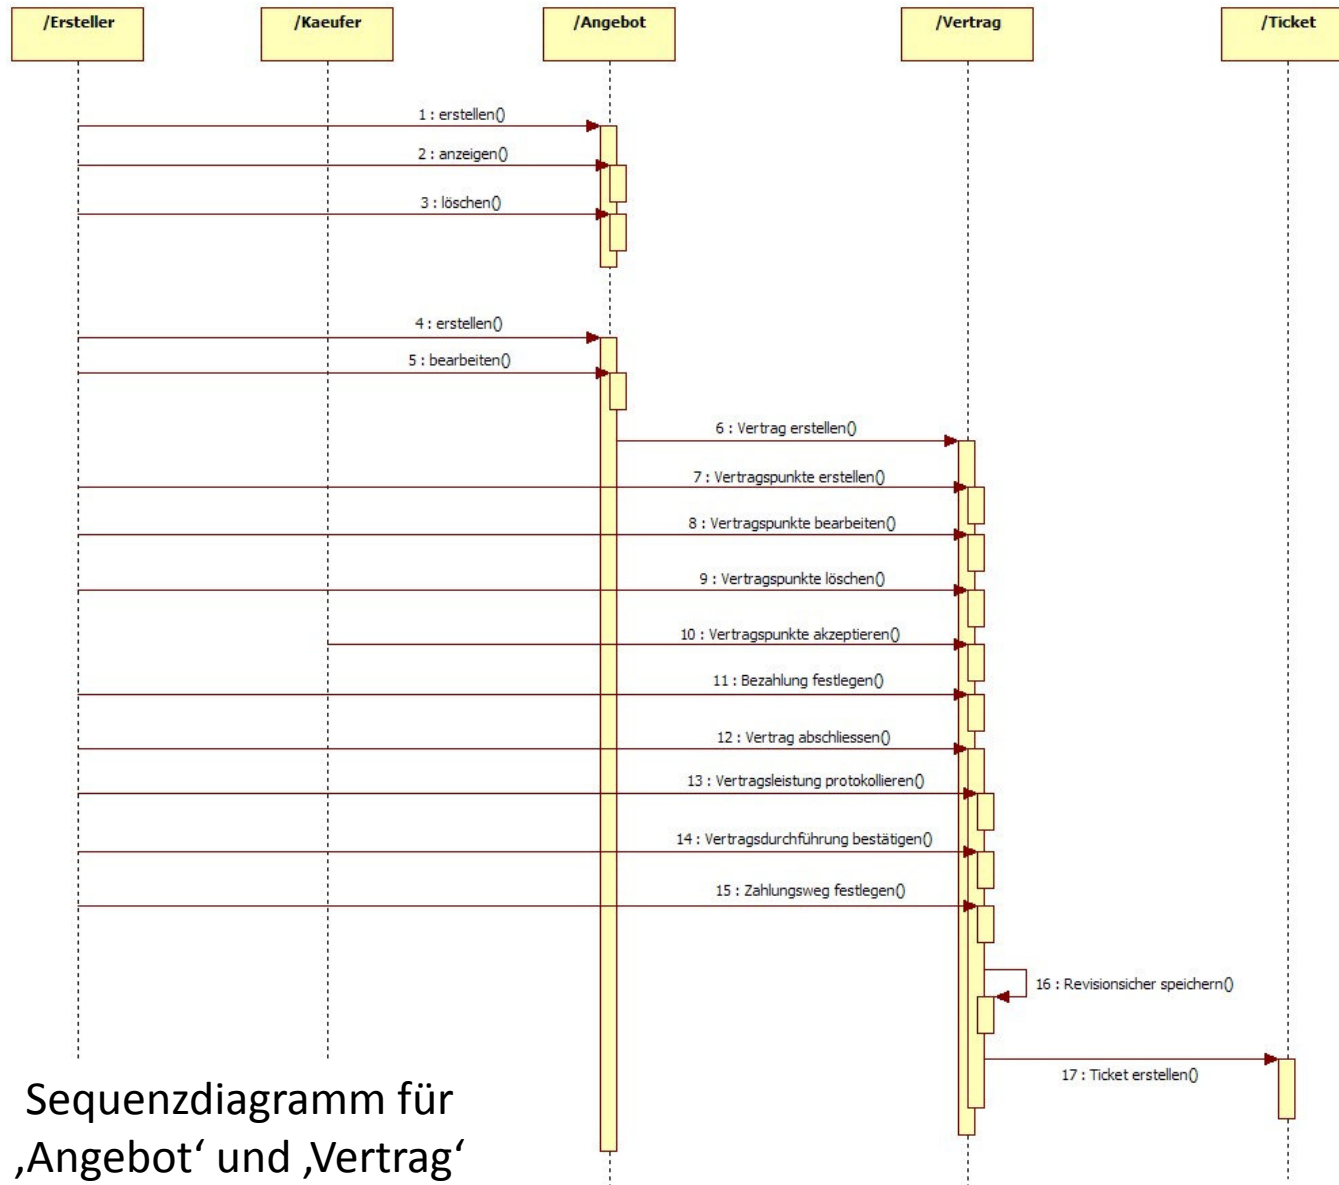 /Ersteller
/Kaeufer
/Angebot
/Vertrag
/Ticket
1 : erstellen()
2 : anzeigen()
3 : löschen()
4 : erstellen()
5 : bearbeiten()
6 : Vertrag erstellen()
7 : Vertragspunkte erstellen()
8 : Vertragspunkte bearbeiten()
9 : Vertragspunkte löschen()
10 : Vertragspunkte akzeptieren()
11 : Bezahlung festlegen()
12 : Vertrag abschliessen()
13 : Vertragsleistung protokollieren()
14 : Vertragsdurchführung bestätigen()
15 : Zahlungsweg festlegen()
16 : Revisionsicher speichern()
17 : Ticket erstellen()
Sequenzdiagramm für
‚Angebot‘ und ‚Vertrag‘